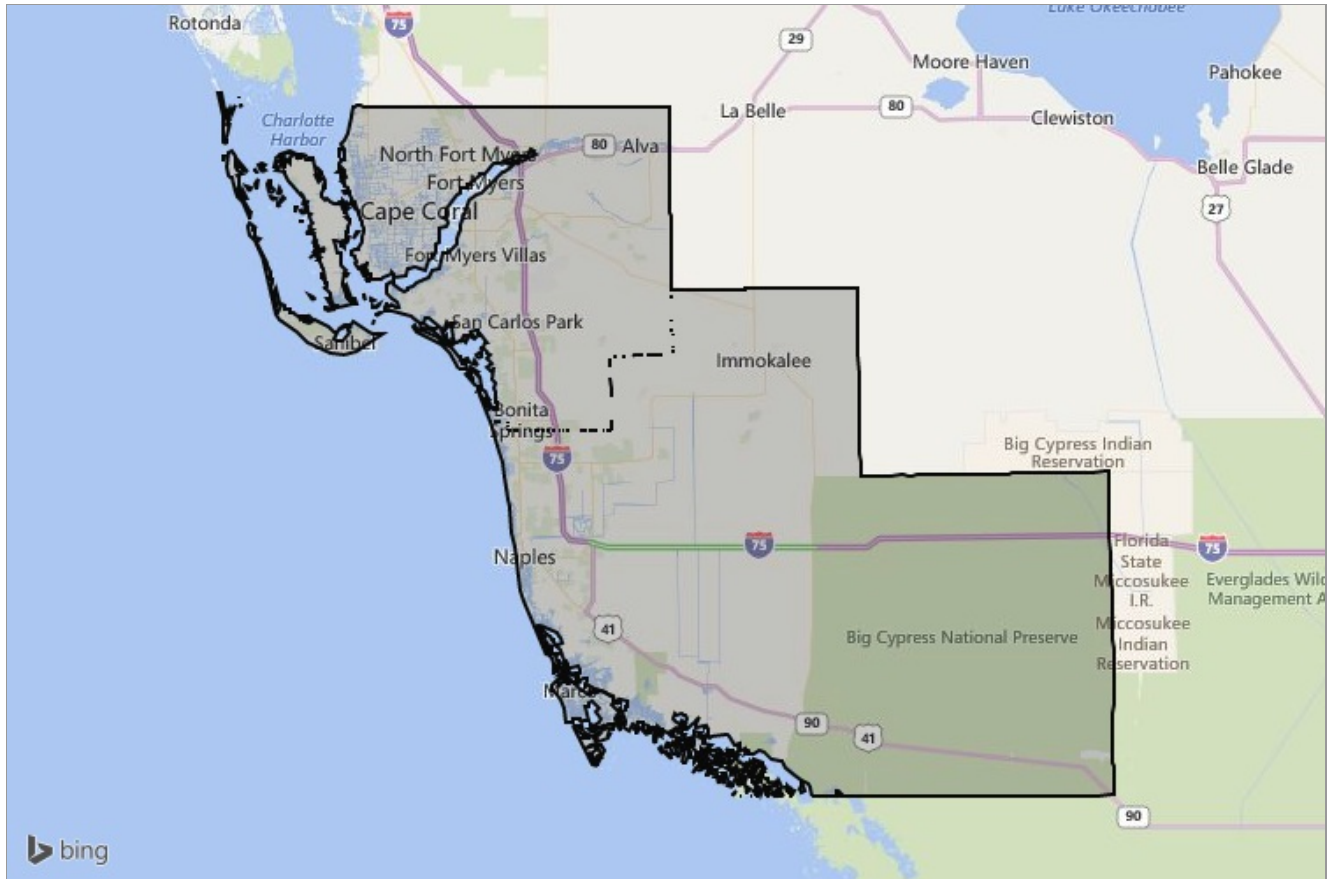 Rotonda
75
Lake Okeechobee
29
Moore Haven
Pahokee
La Belle
80
Clewiston
Charlotte
Harbor
North Fort Myers
80
Alva
Belle Glade
Fort Myers
27
Cape Coral
Fort Myers Villas
San Carlos Park
Sanibel
Immokalee
Bonita
Springs
Big Cypress Indian
Reservation
75
Naples
75
Florida
State
Miccosukee
I.R.
Miccosukee
Indian
Reservation
75
Everglades Wild
Management A
41
Big Cypress National Preserve
Marco
90
41
90
bing